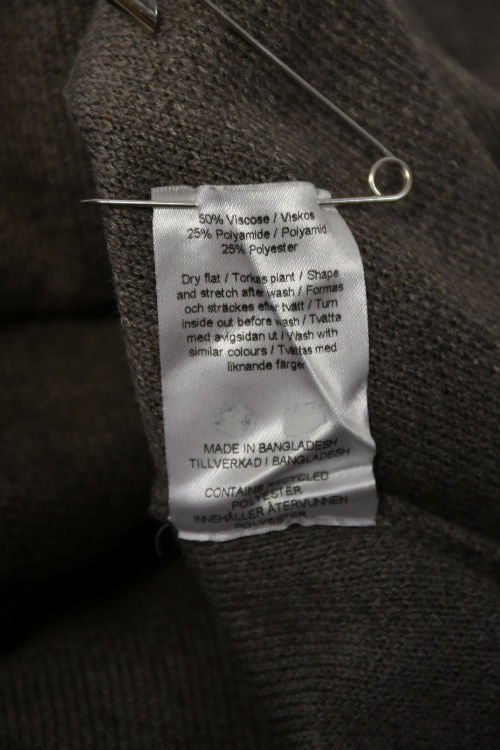 50% Viscose / Viskos
25% Polyamide / Polyamid
25% Polyester
Dry flat / Torkas plant / Shape
and stretch after wash / Formas
och sträckes efter tvätt / Turn
inside out before wash / Tvätta
med avigsidan ut / Wash with
similar colours / Tvättas med
liknande färger
MADE IN BANGLADESH
TILLVERKAD I BANGLADESH
CONTAINS RECYCLED
POLYESTER
INNEHÅLLER ÅTERVUNNEN
POLYESTER